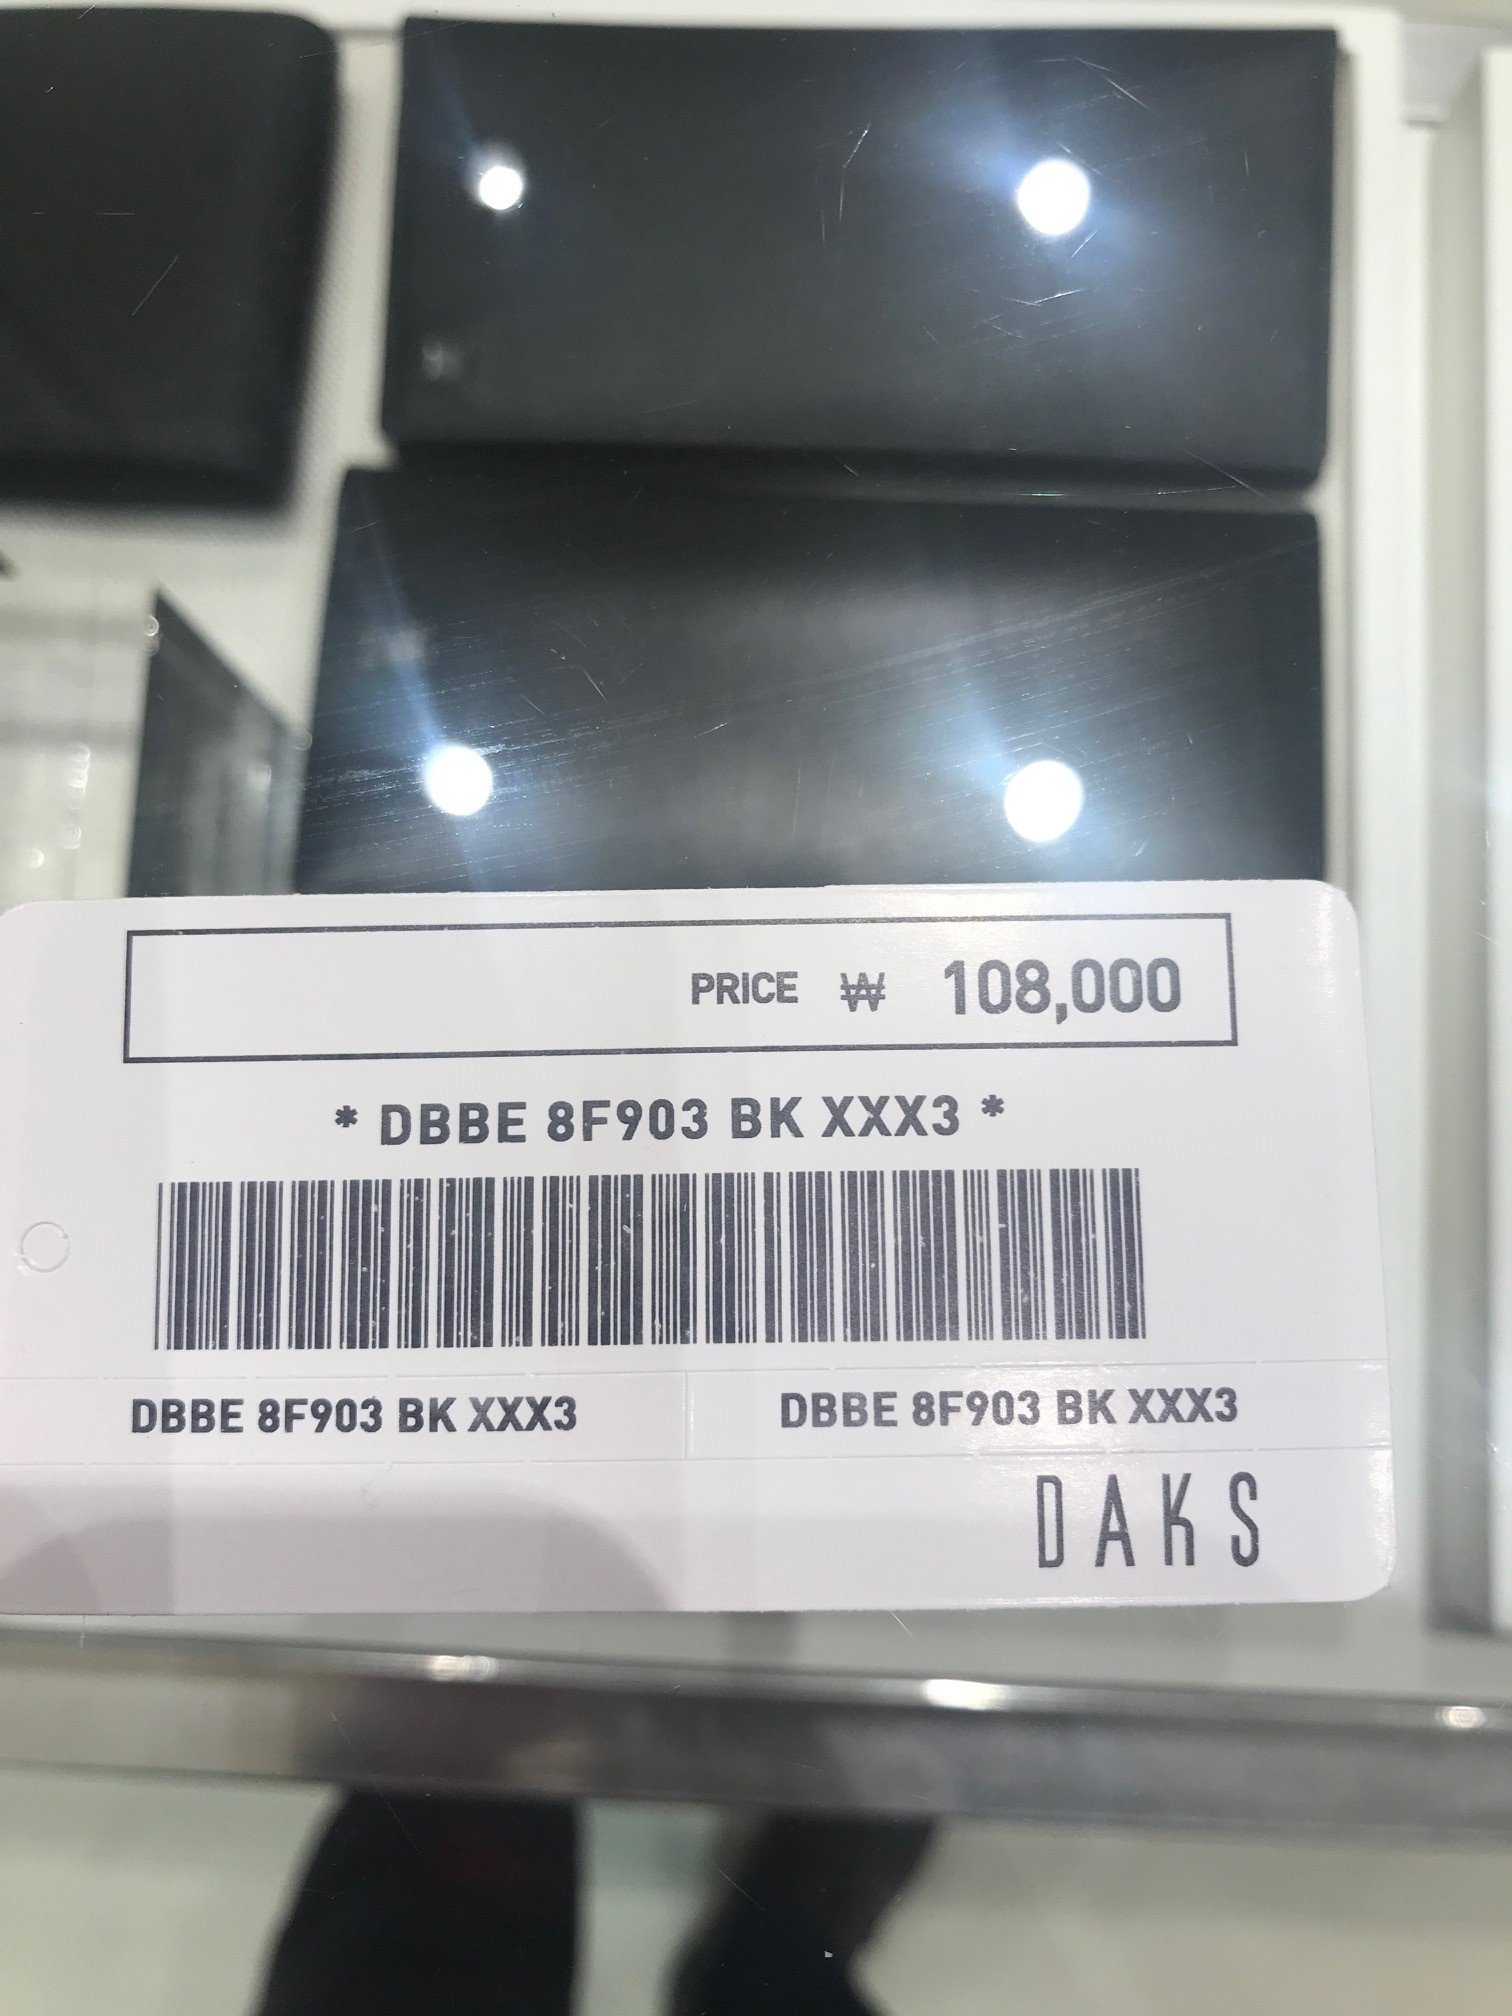 PRICE ₩ 108,000
* DBBE 8F903 BK XXX3 *
DBBE 8F903 BK XXX3 DBBE 8F903 BK XXX3
DAKS